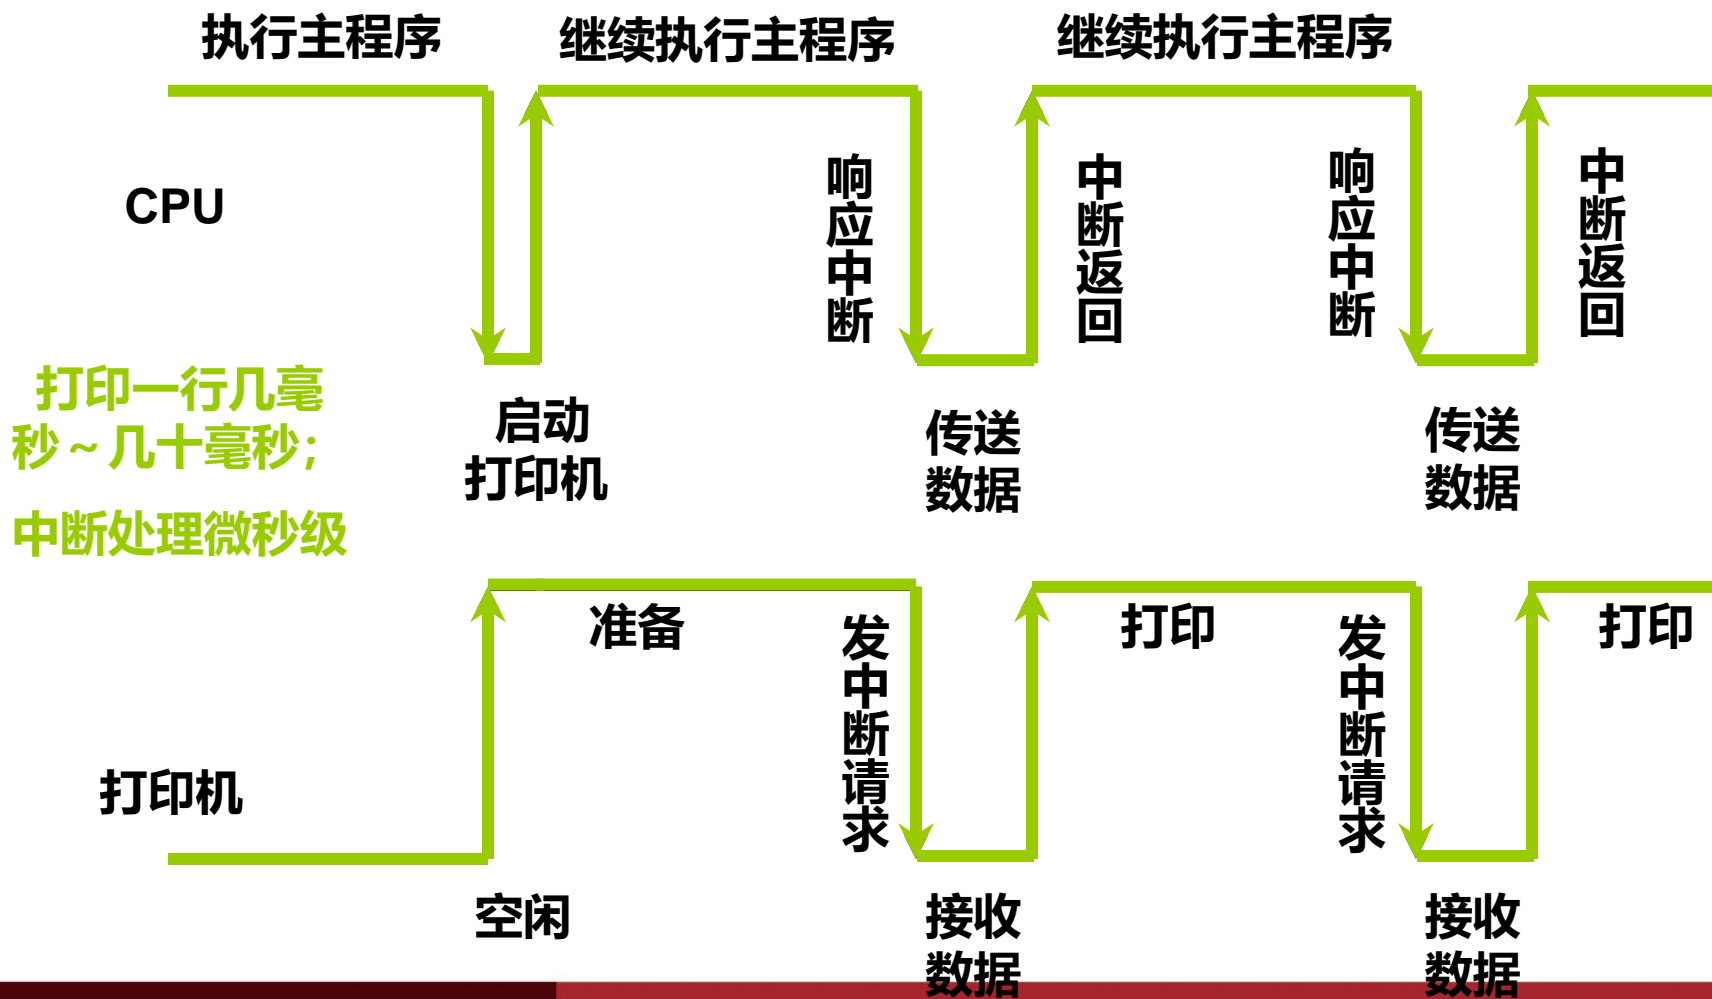 执行主程序
继续执行主程序
继续执行主程序
CPU
响应中断
中断返回
响应中断
中断返回
打印一行几毫
秒～几十毫秒；
中断处理微秒级
启动
打印机
传送
数据
传送
数据
准备
发中断请求
打印
发中断请求
打印
打印机
空闲
接收
数据
接收
数据